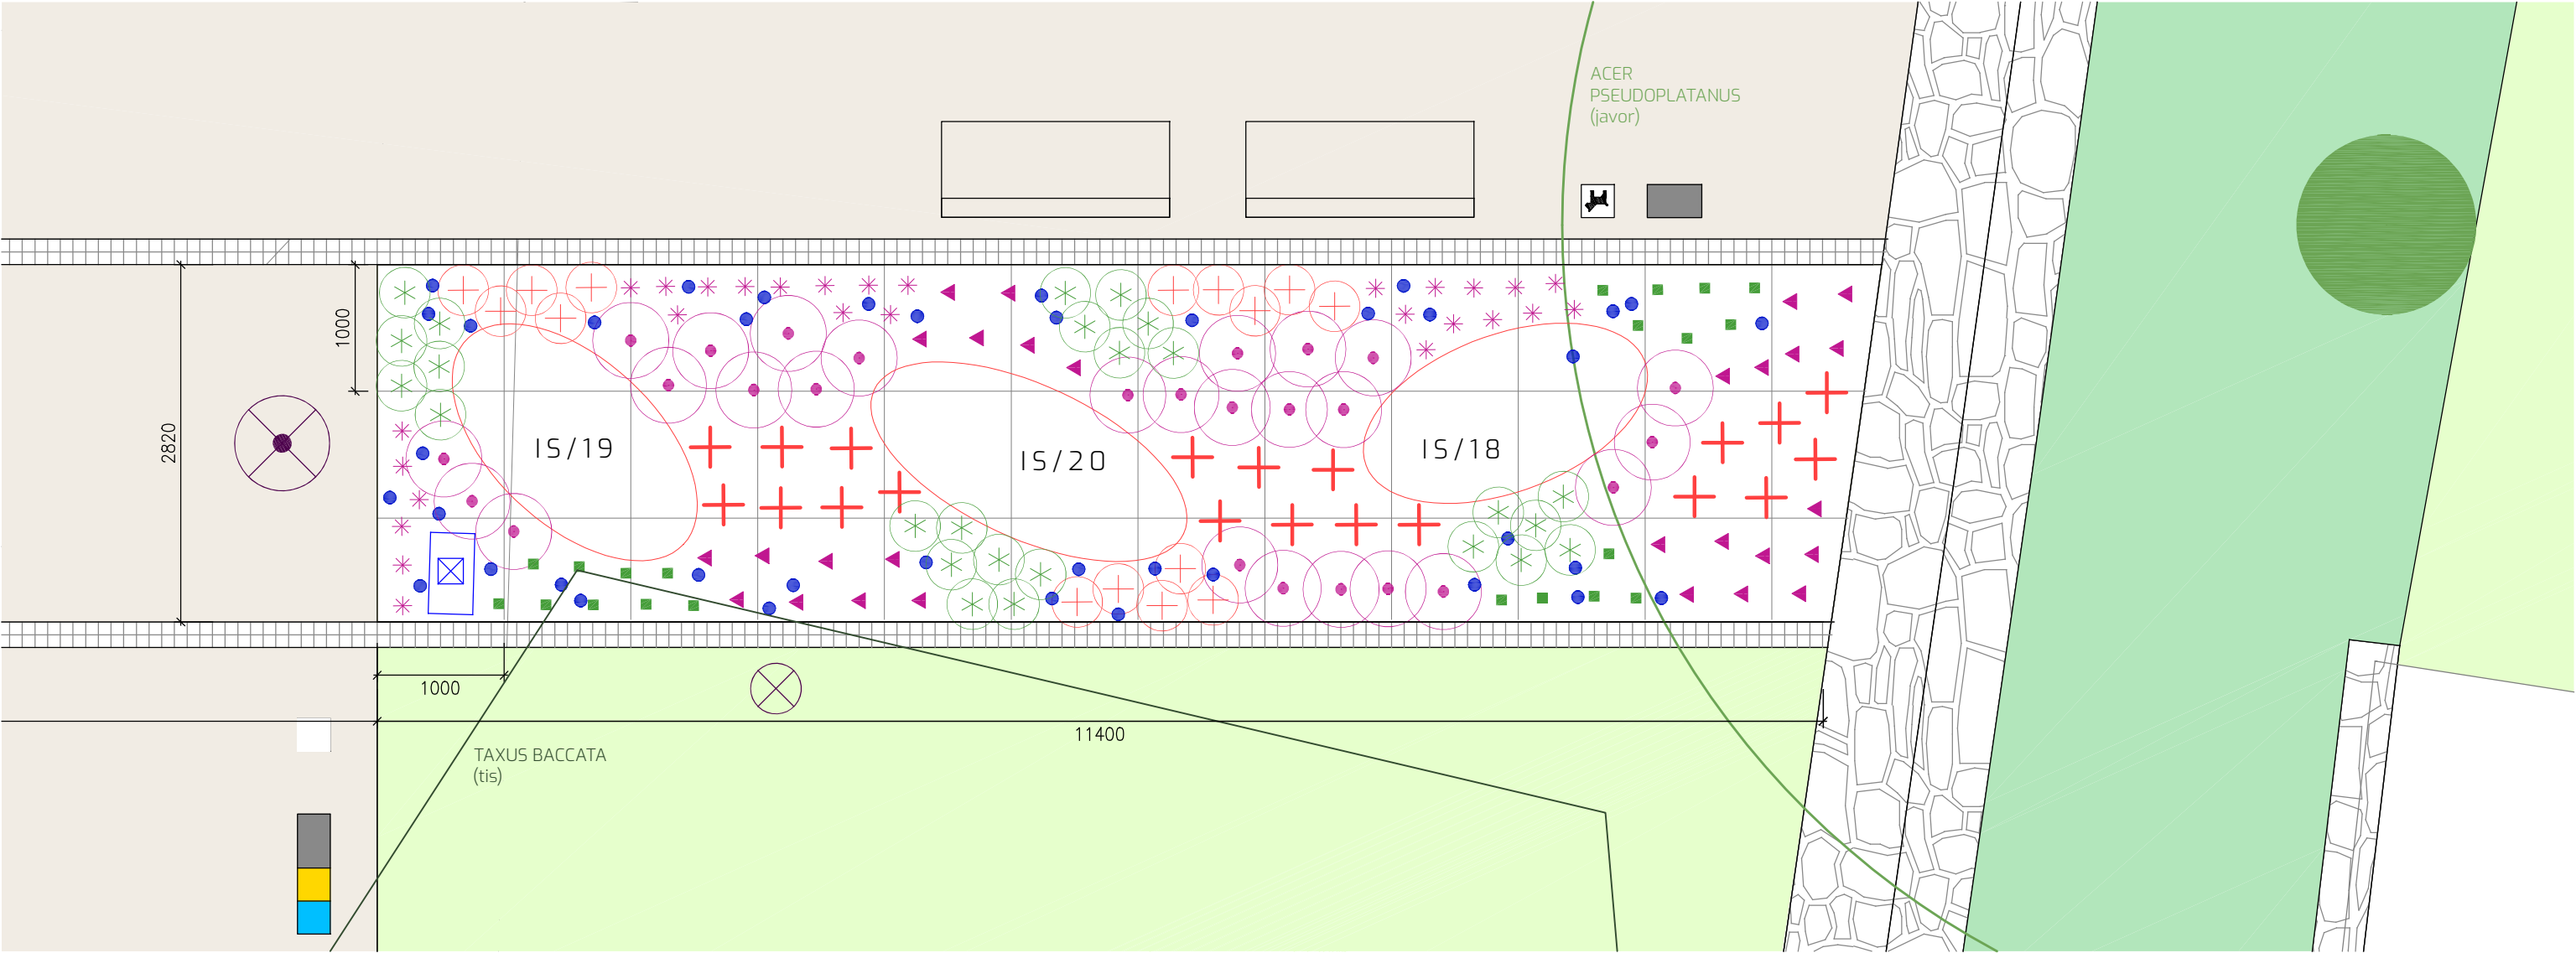 ACER
PSEUDOPLATANUS
(javor)
1000
2820
IS/19
IS/20
IS/18
1000
11400
TAXUS BACCATA
(tis)